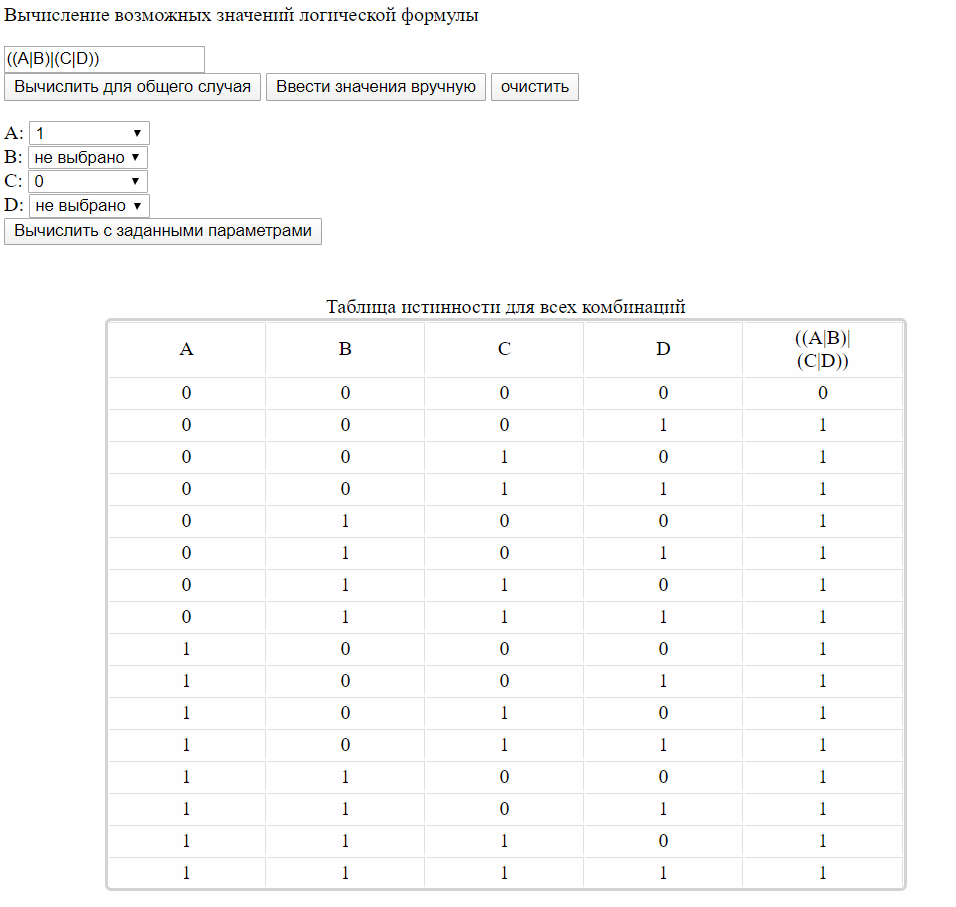 Вычисление возможных значений логической формулы
((A|B)|(C|D))
Вычислить для общего случая Ввести значения вручную очистить
A: 1
B: не выбрано
C: 0
D: не выбрано
Вычислить с заданными параметрами
Таблица истинности для всех комбинаций
A B C D ((A|B)|
(C|D))
0 0 0 0 0
0 0 0 1 1
0 0 1 0 1
0 0 1 1 1
0 1 0 0 1
0 1 0 1 1
0 1 1 0 1
0 1 1 1 1
1 0 0 0 1
1 0 0 1 1
1 0 1 0 1
1 0 1 1 1
1 1 0 0 1
1 1 0 1 1
1 1 1 0 1
1 1 1 1 1